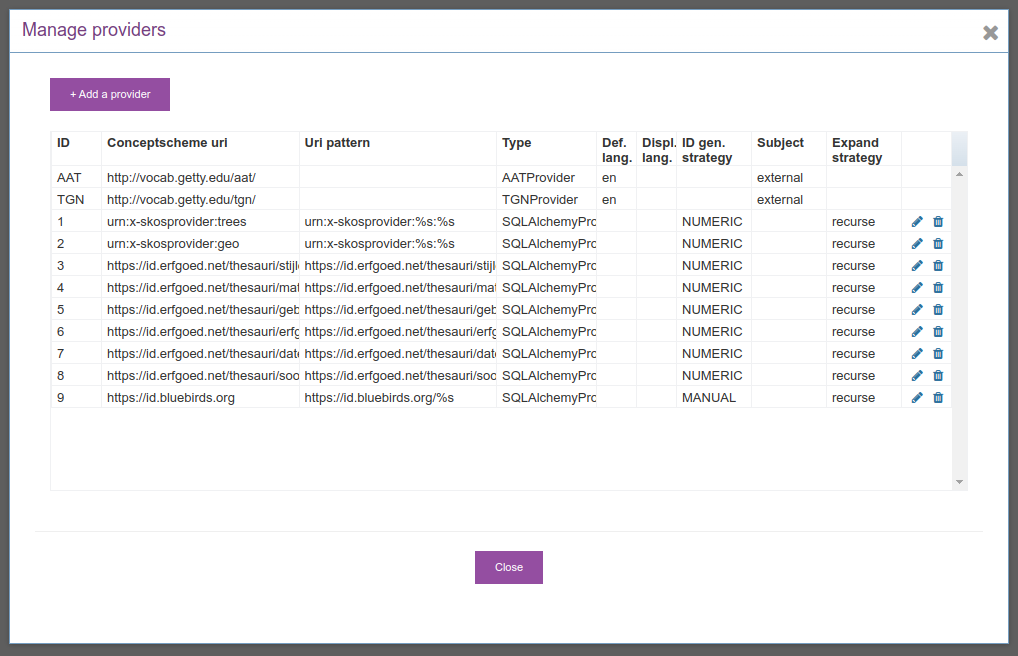 Manage providers
+ Add a provider
ID Conceptscheme uri Uri pattern Type Def. lang. Displ. lang. ID gen. strategy Subject Expand strategy
AAT http://vocab.getty.edu/aat/ AATProvider en external
TGN http://vocab.getty.edu/tgn/ TGNProvider en external
1 urn:x-skosprovider:trees urn:x-skosprovider:%s:%s SQLAlchemyPro NUMERIC recurse
2 urn:x-skosprovider:geo urn:x-skosprovider:%s:%s SQLAlchemyPro NUMERIC recurse
3 https://id.erfgoed.net/thesauri/stijl https://id.erfgoed.net/thesauri/stijl SQLAlchemyPro NUMERIC recurse
4 https://id.erfgoed.net/thesauri/mat https://id.erfgoed.net/thesauri/mat SQLAlchemyPro NUMERIC recurse
5 https://id.erfgoed.net/thesauri/geb https://id.erfgoed.net/thesauri/geb SQLAlchemyPro NUMERIC recurse
6 https://id.erfgoed.net/thesauri/erfg https://id.erfgoed.net/thesauri/erfg SQLAlchemyPro NUMERIC recurse
7 https://id.erfgoed.net/thesauri/date https://id.erfgoed.net/thesauri/date SQLAlchemyPro NUMERIC recurse
8 https://id.erfgoed.net/thesauri/soo https://id.erfgoed.net/thesauri/soo SQLAlchemyPro NUMERIC recurse
9 https://id.bluebirds.org https://id.bluebirds.org/%s SQLAlchemyPro MANUAL recurse
Close